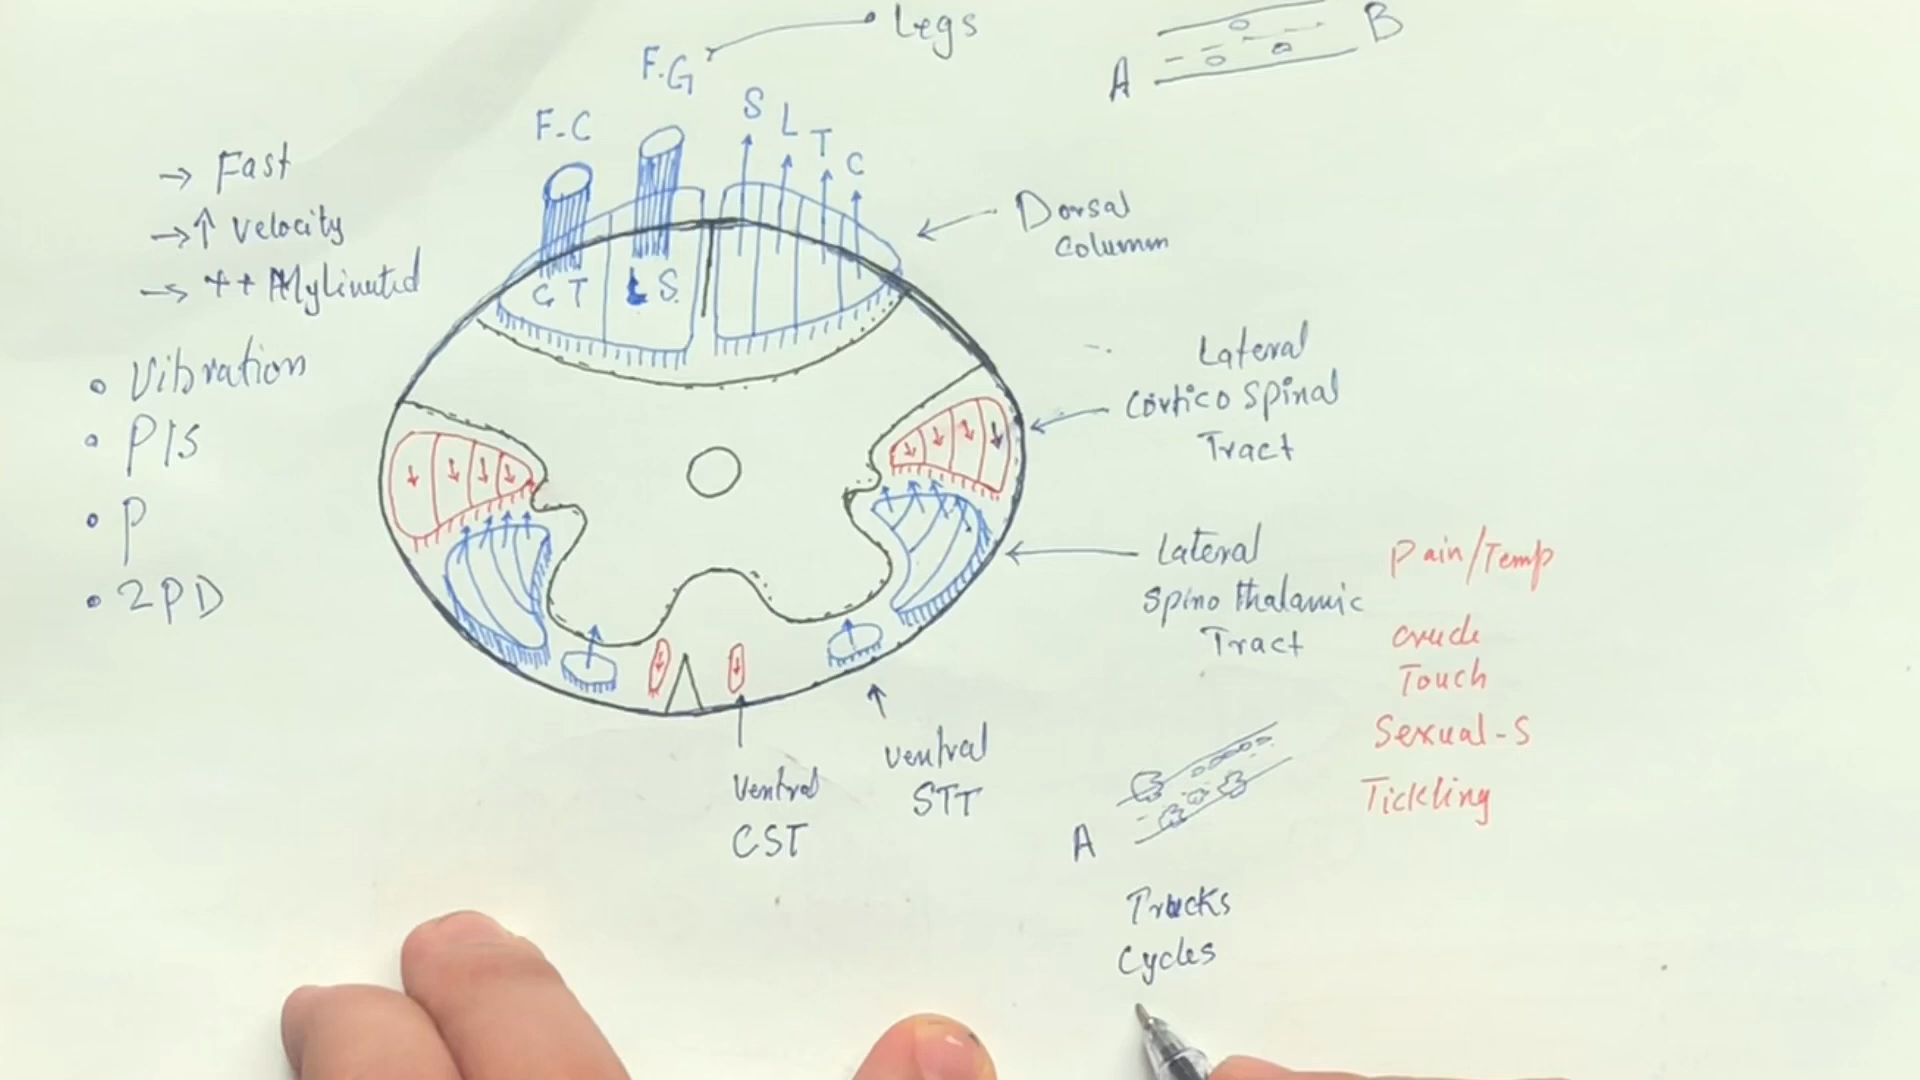 Legs
B
A
F.G
F-C
S L T C
→ Fast
→↑ Velocity
→ ++ Mylinated
Dorsal
Column
C T L S.
• Vibration
• P/S
• P
• 2PD
Lateral
Cortico Spinal
Tract
Lateral
Spino thalamic
Tract
Pain/Temp
Crude
Touch
Sexual-S
Tickling
Ventral
STT
Ventral
CST
A
Trucks
Cycles